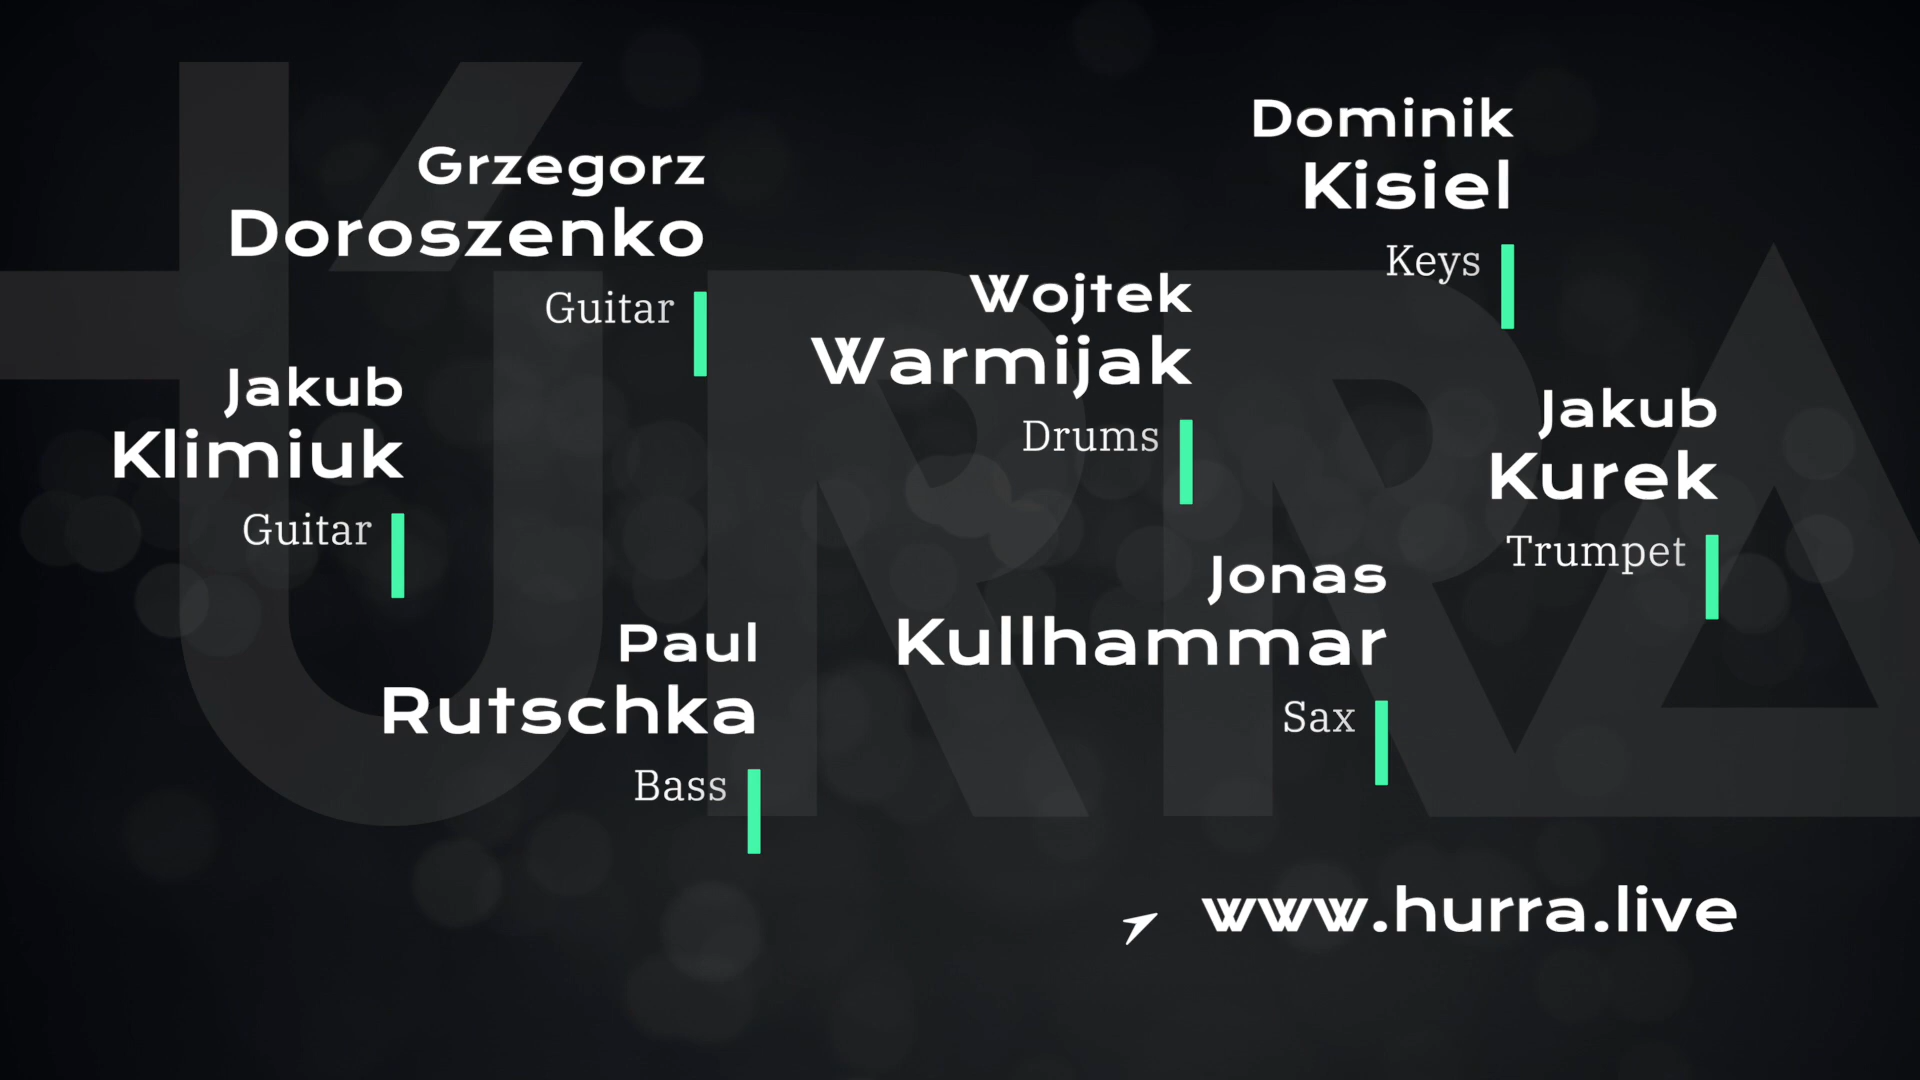 Grzegorz
Doroszenko
Guitar
Dominik
Kisiel
Keys
Wojtek
Warmijak
Drums
Jakub
Klimiuk
Guitar
Jakub
Kurek
Trumpet
Jonas
Kullhammar
Sax
Paul
Rutschka
Bass
www.hurra.live
URRA